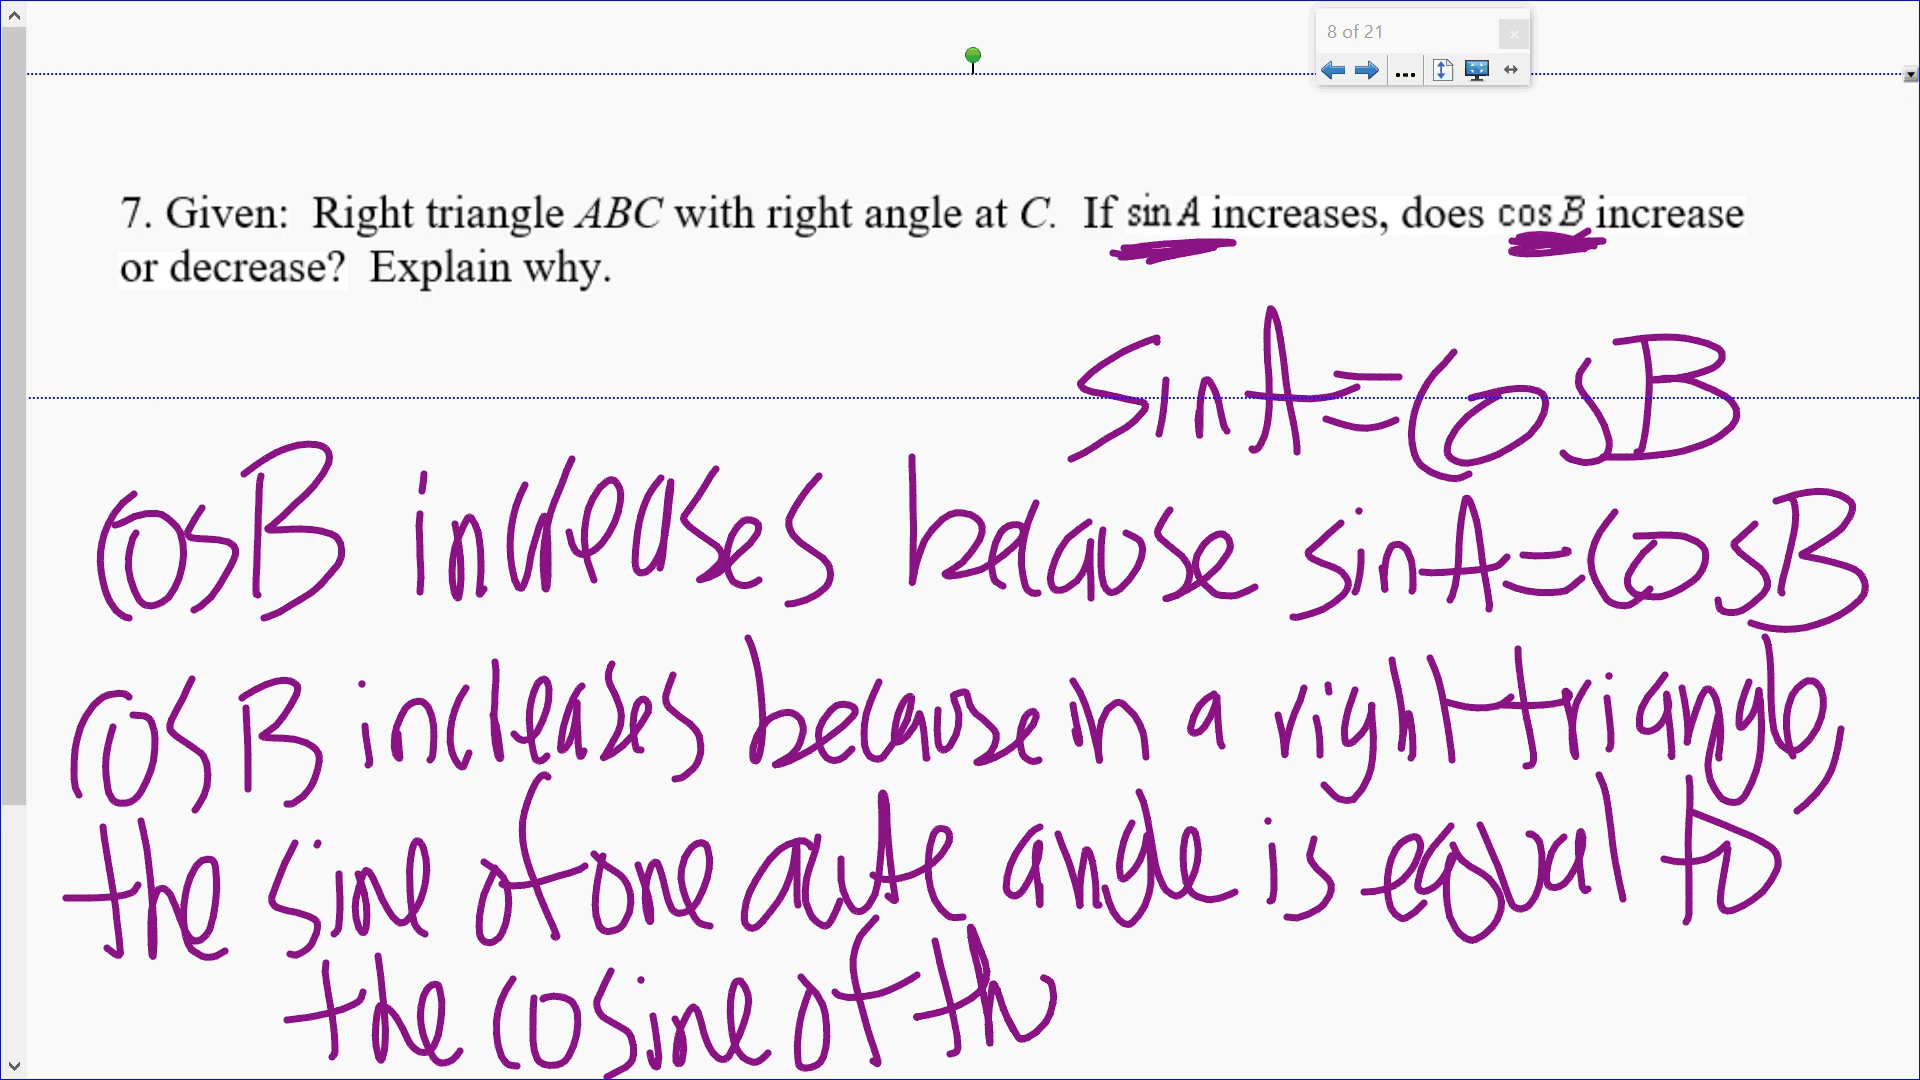 8 of 21
7. Given: Right triangle ABC with right angle at C. If sin A increases, does cos B increase
or decrease? Explain why.
sinA=cosB
cosB increases because sinA=cosB
cosB increases because in a right triangle,
the sine of one acute angle is equal to
the cosine of th